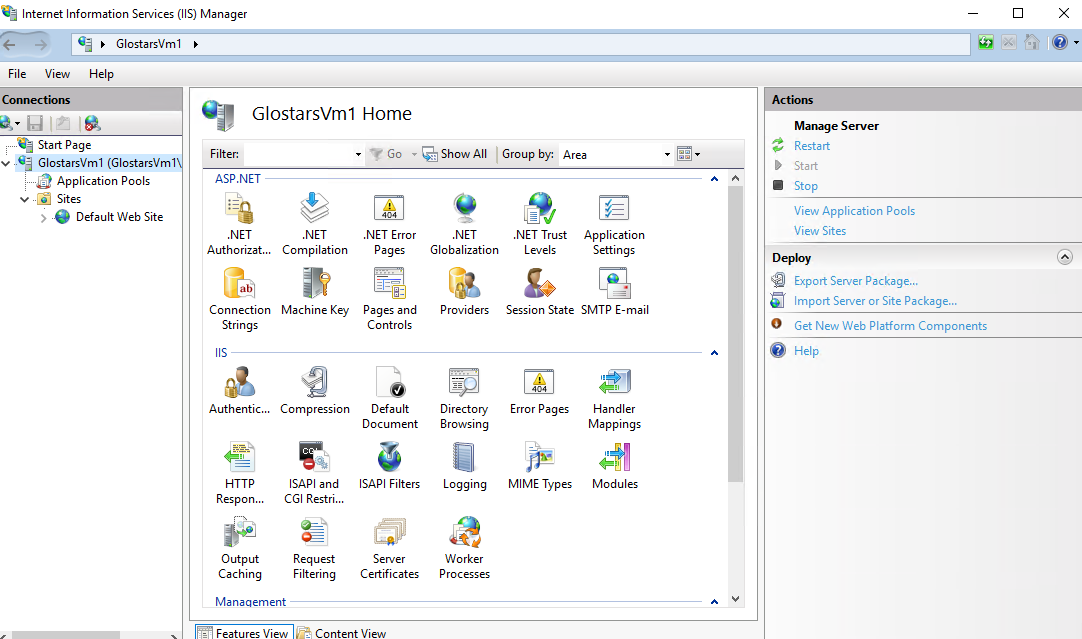 Internet Information Services (IIS) Manager
GlostarsVm1
File View Help
Connections
Start Page
GlostarsVm1 (GlostarsVm1\
Application Pools
Sites
Default Web Site
GlostarsVm1 Home
Filter: Go Show All Group by: Area
ASP.NET
.NET Authorizat...
.NET Compilation
.NET Error Pages
.NET Globalization
.NET Trust Levels
Application Settings
Connection Strings
Machine Key
Pages and Controls
Providers
Session State
SMTP E-mail
IIS
Authentic...
Compression
Default Document
Directory Browsing
Error Pages
Handler Mappings
HTTP Respon...
ISAPI and CGI Restri...
ISAPI Filters
Logging
MIME Types
Modules
Output Caching
Request Filtering
Server Certificates
Worker Processes
Management
Features View Content View
Actions
Manage Server
Restart
Start
Stop
View Application Pools
View Sites
Deploy
Export Server Package...
Import Server or Site Package...
Get New Web Platform Components
Help